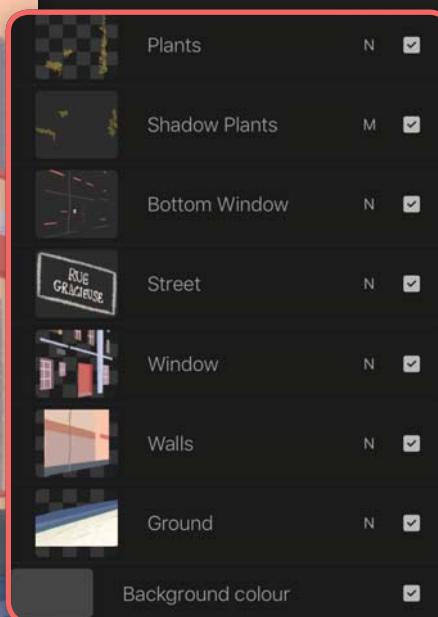 Plants N
Shadow Plants M
Bottom Window N
RUE
GRACIEUSE
Street N
Window N
Walls N
Ground N
Background colour